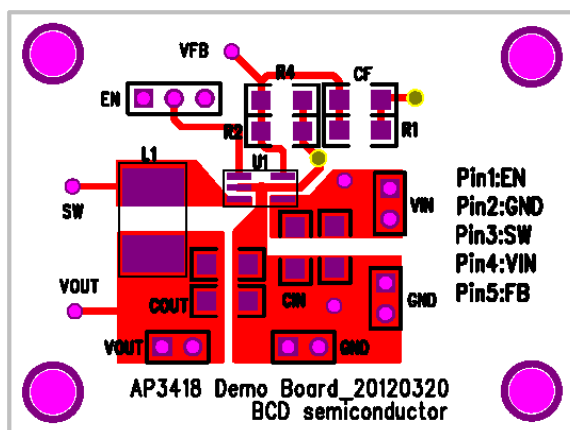 VFB
R4
CF
EN
R2
R1
L1
U1
SW
VIN
Pin1:EN
Pin2:GND
Pin3:SW
Pin4:VIN
Pin5:FB
VOUT
COUT
CIN
GND
VOUT
GND
AP3418 Demo Board_20120320
BCD semiconductor